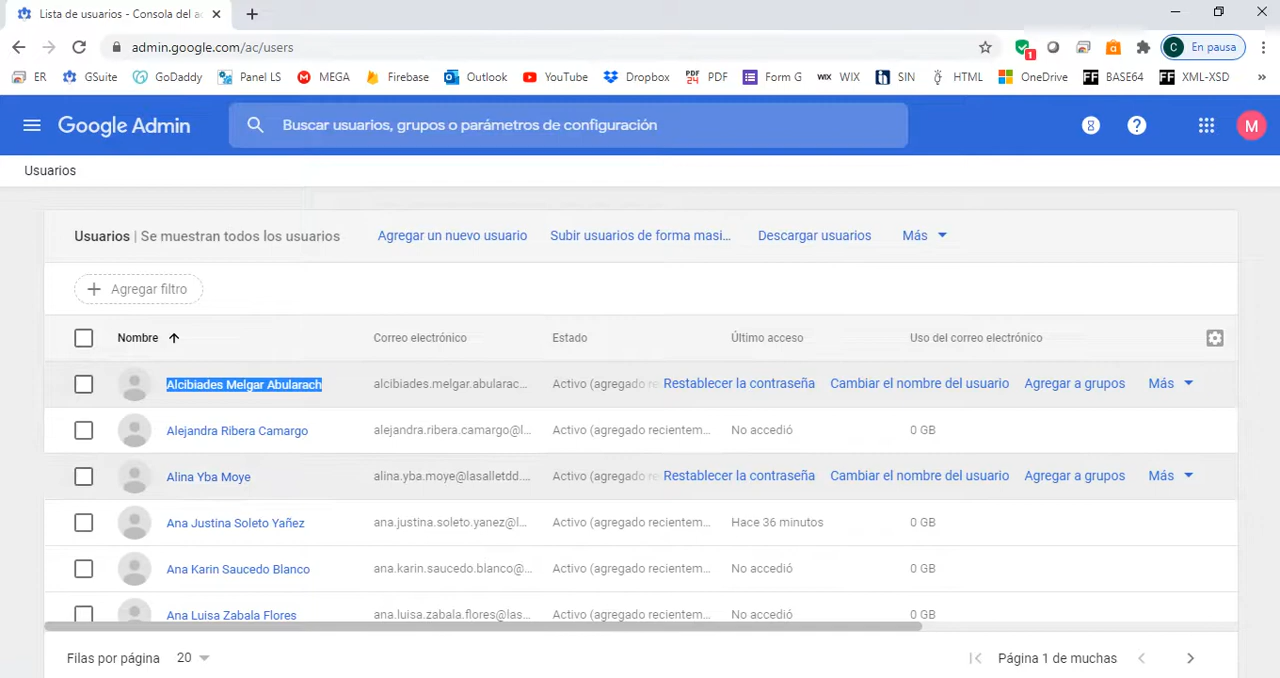 Lista de usuarios - Consola del a
admin.google.com/ac/users
1
C En pausa
ER GSuite GoDaddy Panel LS MEGA Firebase Outlook YouTube Dropbox PDF Form G WIX SIN HTML OneDrive BASE64 XML-XSD »
Google Admin
Buscar usuarios, grupos o parámetros de configuración
8 ? M
Usuarios
Usuarios | Se muestran todos los usuarios Agregar un nuevo usuario Subir usuarios de forma masi... Descargar usuarios Más
Agregar filtro
Nombre Correo electrónico Estado Último acceso Uso del correo electrónico
Alcibiades Melgar Abularach alcibiades.melgar.abularac... Activo (agregado Restablecer la contraseña Cambiar el nombre del usuario Agregar a grupos Más
Alejandra Ribera Camargo alejandra.ribera.camargo@l... Activo (agregado recientem... No accedió 0 GB
Alina Yba Moye alina.yba.moye@lasalletdd.... Activo (agregado Restablecer la contraseña Cambiar el nombre del usuario Agregar a grupos Más
Ana Justina Soleto Yañez ana.justina.soleto.yanez@l... Activo (agregado recientem... Hace 36 minutos 0 GB
Ana Karin Saucedo Blanco ana.karin.saucedo.blanco@... Activo (agregado recientem... No accedió 0 GB
Ana Luisa Zabala Flores ana.luisa.zabala.flores@las... Activo (agregado recientem... No accedió 0 GB
Filas por página 20 Página 1 de muchas